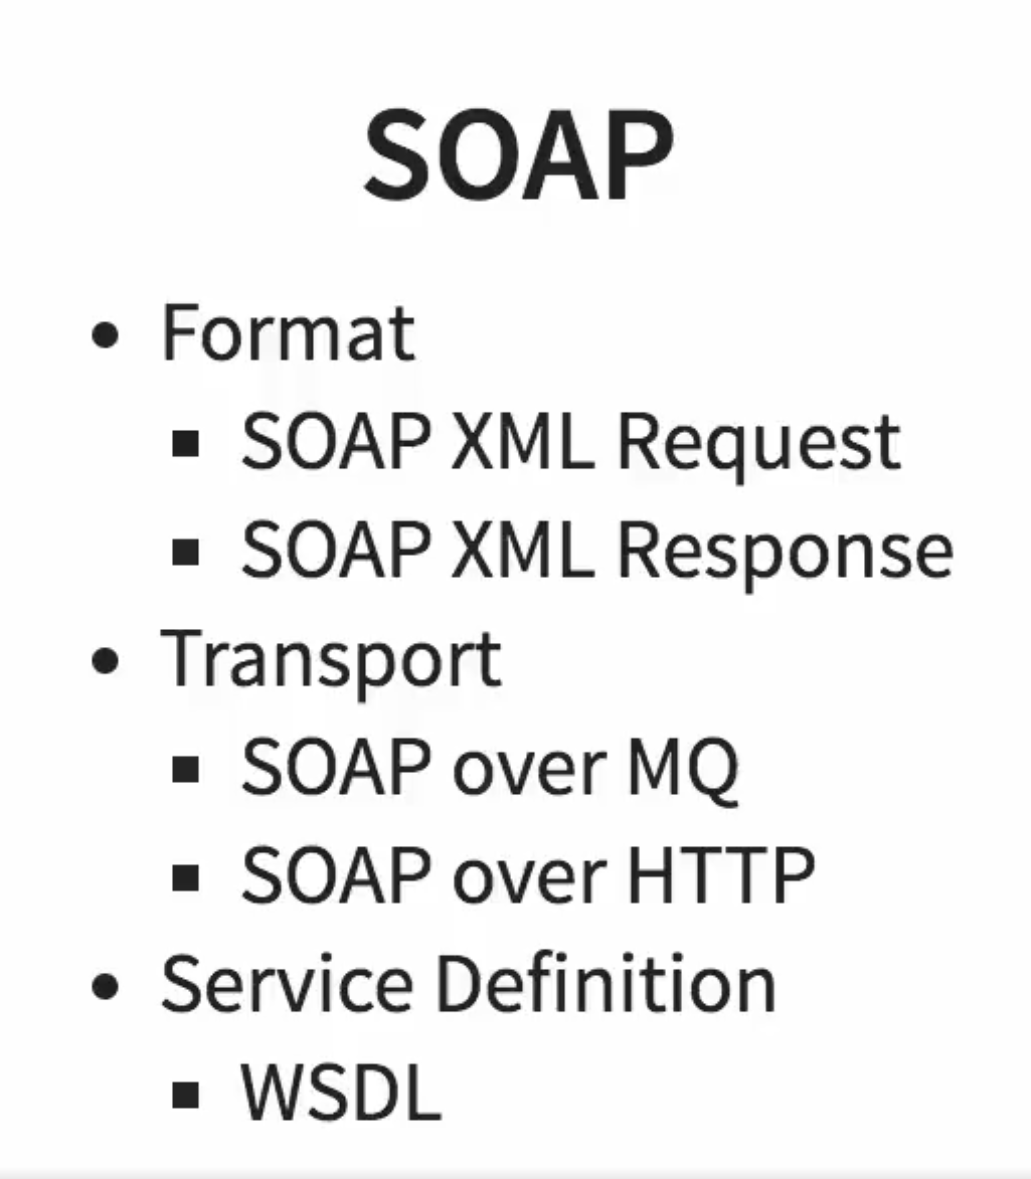 SOAP
• Format
▪ SOAP XML Request
▪ SOAP XML Response
• Transport
▪ SOAP over MQ
▪ SOAP over HTTP
• Service Definition
▪ WSDL